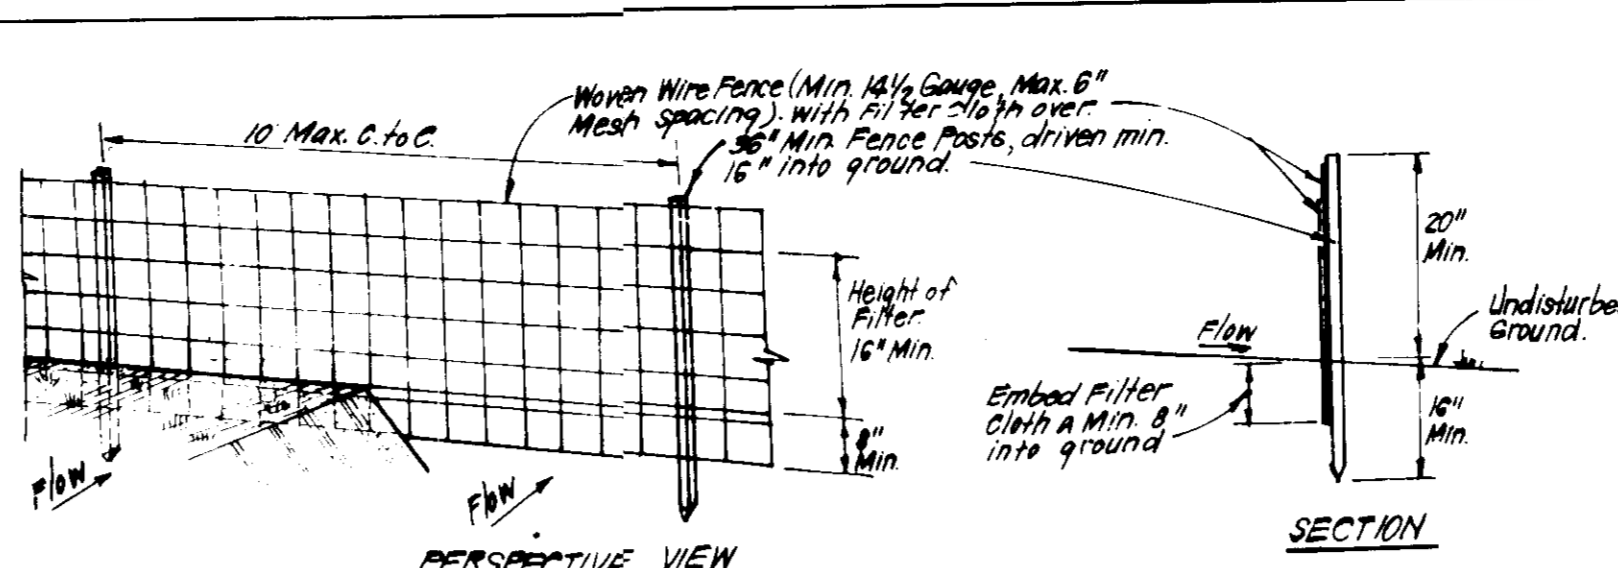 Woven Wire Fence (Min. 14½ Gauge, Max. 6"
Mesh spacing). with Filter Cloth over.
10' Max. C. to C.
36" Min. Fence Posts, driven min.
16" into ground.
Height of
Filter.
16" Min.
8"
Min.
Flow
Flow
PERSPECTIVE VIEW
20"
Min.
Undisturbe
Ground.
Flow
Embed Filter
Cloth A Min. 8"
into ground
16"
Min.
SECTION